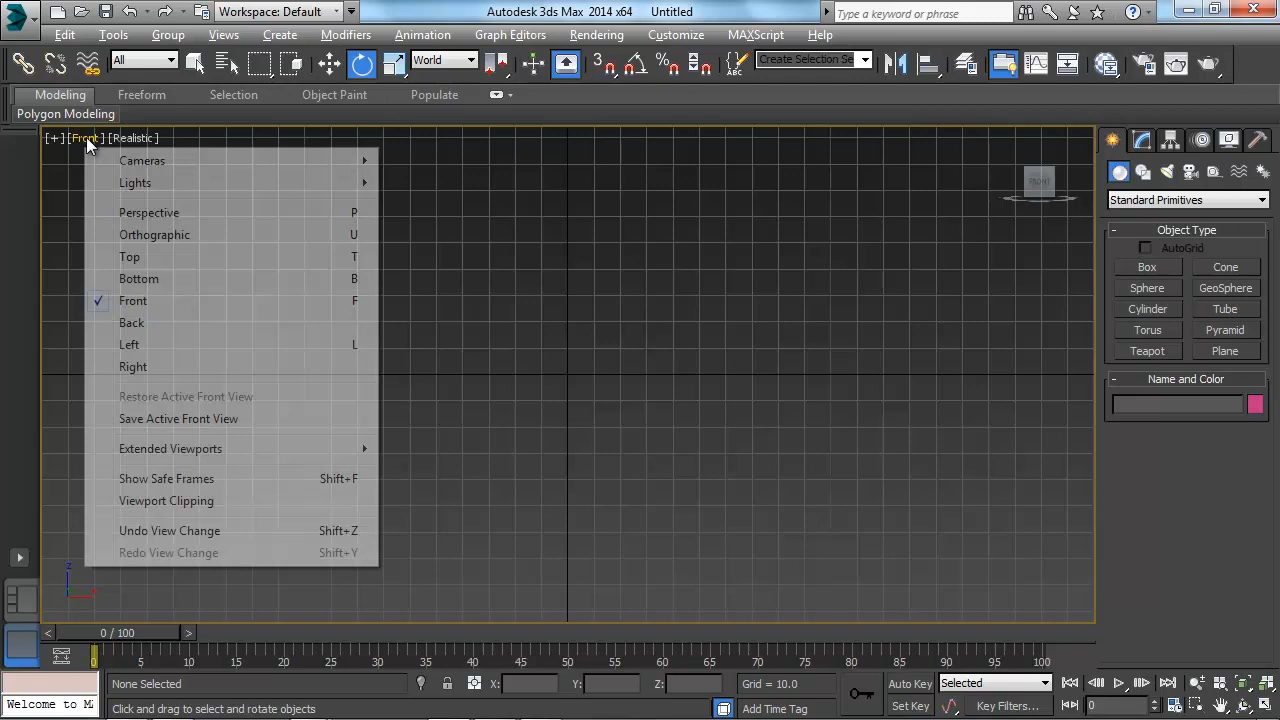 Workspace: Default
Autodesk 3ds Max 2014 x64 Untitled
Type a keyword or phrase
Edit Tools Group Views Create Modifiers Animation Graph Editors Rendering Customize MAXScript Help
All
World
Create Selection Se
Modeling Freeform Selection Object Paint Populate
Polygon Modeling
[+] [Front] [Realistic]
FRONT
Cameras
Lights
Perspective P
Orthographic U
Top T
Bottom B
Front F
Back
Left L
Right
Restore Active Front View
Save Active Front View
Extended Viewports
Show Safe Frames Shift+F
Viewport Clipping
Undo View Change Shift+Z
Redo View Change Shift+Y
z
Standard Primitives
- Object Type
AutoGrid
Box Cone
Sphere GeoSphere
Cylinder Tube
Torus Pyramid
Teapot Plane
- Name and Color
< 0 / 100 >
0 5 10 15 20 25 30 35 40 45 50 55 60 65 70 75 80 85 90 95 100
None Selected X: Y: Z: Grid = 10.0 Auto Key Selected
Welcome to M
Click and drag to select and rotate objects Add Time Tag Set Key Key Filters... 0